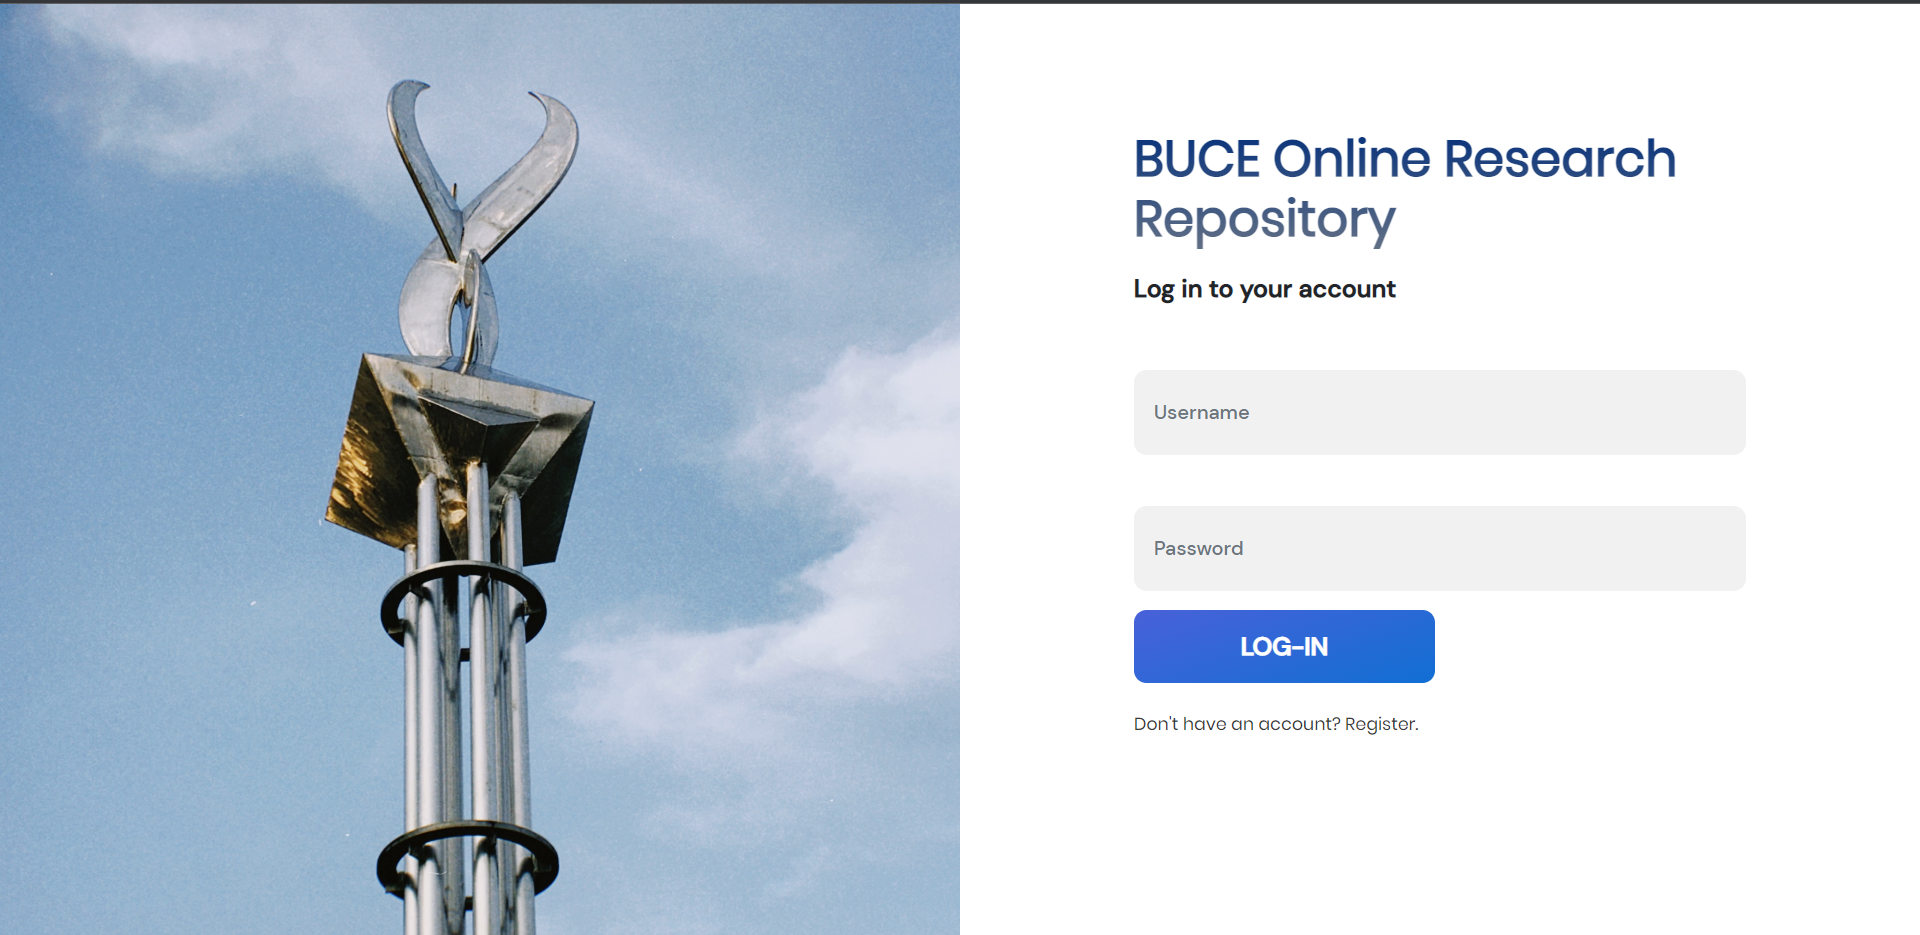 BUCE Online Research
Repository
Log in to your account
Username
Password
LOG-IN
Don't have an account? Register.